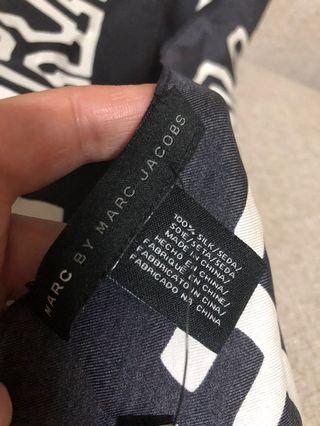 MARC BY MARC JACOBS
100% SILK/SEDA/
SOIE/SETA/SEDA
MADE IN CHINA/
HECHO EN CHINA/
FABRIQUÉ EN CHINE/
FABBRICATO IN CINA/
FABRICADO NA CHINA